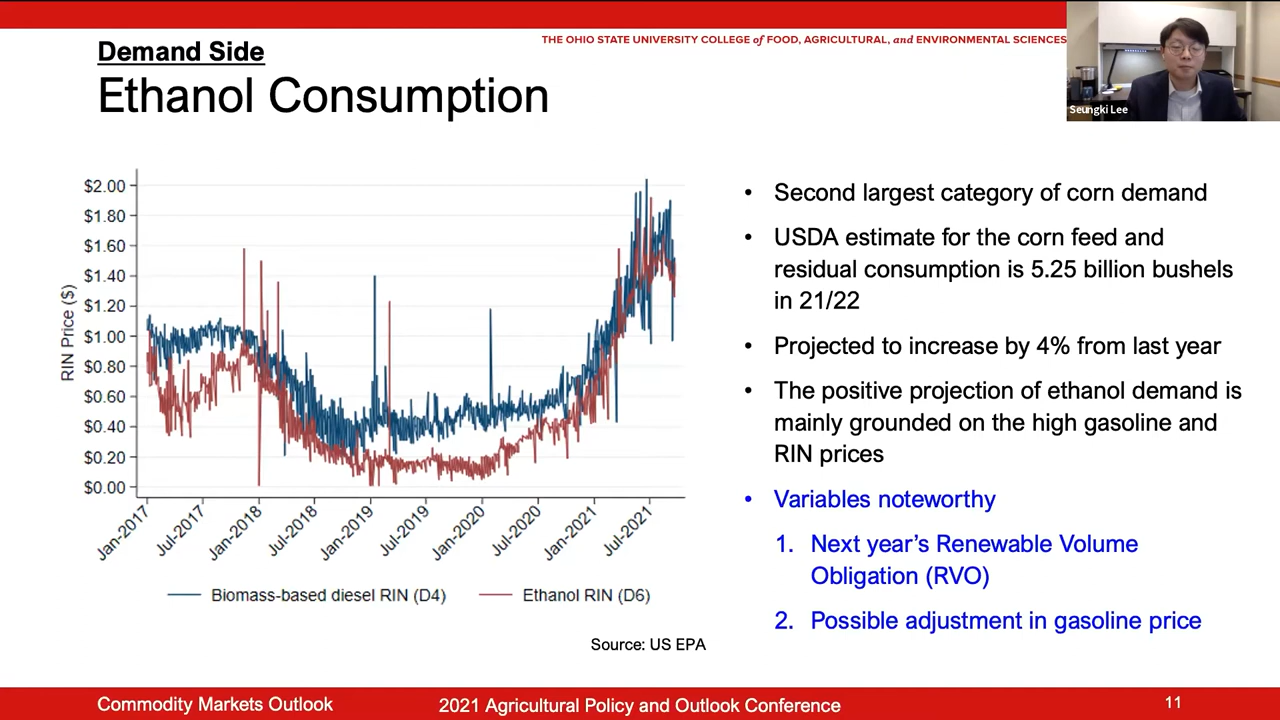 THE OHIO STATE UNIVERSITY COLLEGE of FOOD, AGRICULTURAL, and ENVIRONMENTAL SCIENCES
Demand Side
Ethanol Consumption
Seungki Lee
$2.00
$1.80
$1.60
$1.40
$1.20
$1.00
$0.80
$0.60
$0.40
$0.20
$0.00
RIN Price ($)
Jan-2017
Jul-2017
Jan-2018
Jul-2018
Jan-2019
Jul-2019
Jan-2020
Jul-2020
Jan-2021
Jul-2021
Biomass-based diesel RIN (D4)
Ethanol RIN (D6)
Source: US EPA
• Second largest category of corn demand
• USDA estimate for the corn feed and
residual consumption is 5.25 billion bushels
in 21/22
• Projected to increase by 4% from last year
• The positive projection of ethanol demand is
mainly grounded on the high gasoline and
RIN prices
• Variables noteworthy
1. Next year’s Renewable Volume
Obligation (RVO)
2. Possible adjustment in gasoline price
Commodity Markets Outlook
2021 Agricultural Policy and Outlook Conference
11